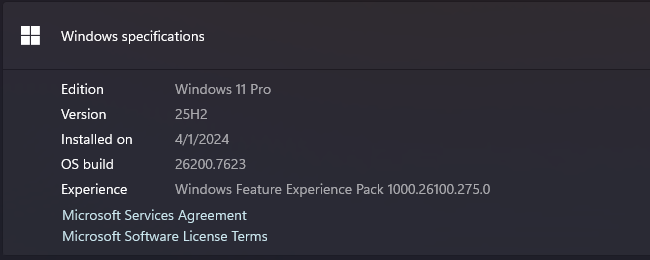 Windows specifications
Edition Windows 11 Pro
Version 25H2
Installed on 4/1/2024
OS build 26200.7623
Experience Windows Feature Experience Pack 1000.26100.275.0
Microsoft Services Agreement
Microsoft Software License Terms